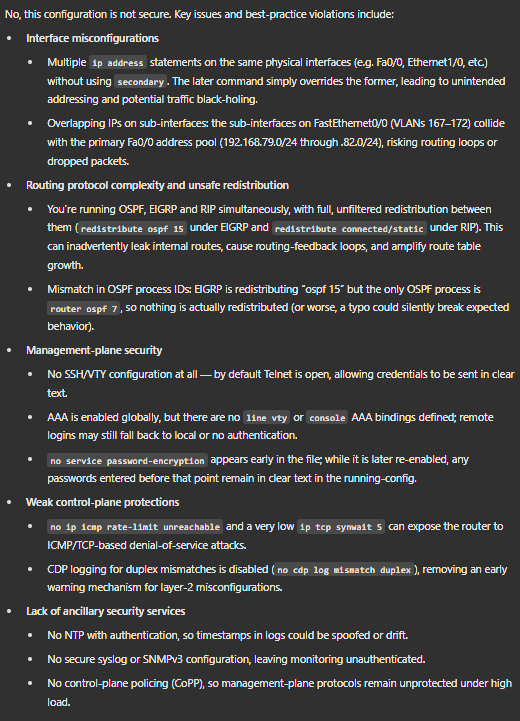 No, this configuration is not secure. Key issues and best-practice violations include:
• Interface misconfigurations
• Multiple ip address statements on the same physical interfaces (e.g. Fa0/0, Ethernet1/0, etc.)
without using secondary. The later command simply overrides the former, leading to unintended
addressing and potential traffic black-holing.
• Overlapping IPs on sub-interfaces: the sub-interfaces on FastEthernet0/0 (VLANs 167–172) collide
with the primary Fa0/0 address pool (192.168.79.0/24 through .82.0/24), risking routing loops or
dropped packets.
• Routing protocol complexity and unsafe redistribution
• You're running OSPF, EIGRP and RIP simultaneously, with full, unfiltered redistribution between
them (redistribute ospf 15 under EIGRP and redistribute connected/static under RIP). This
can inadvertently leak internal routes, cause routing-feedback loops, and amplify route table
growth.
• Mismatch in OSPF process IDs: EIGRP is redistributing "ospf 15" but the only OSPF process is
router ospf 7, so nothing is actually redistributed (or worse, a typo could silently break expected
behavior).
• Management-plane security
• No SSH/VTY configuration at all — by default Telnet is open, allowing credentials to be sent in clear
text.
• AAA is enabled globally, but there are no line vty or console AAA bindings defined; remote
logins may still fall back to local or no authentication.
• no service password-encryption appears early in the file; while it is later re-enabled, any
passwords entered before that point remain in clear text in the running-config.
• Weak control-plane protections
• no ip icmp rate-limit unreachable and a very low ip tcp synwait 5 can expose the router to
ICMP/TCP-based denial-of-service attacks.
• CDP logging for duplex mismatches is disabled (no cdp log mismatch duplex), removing an early
warning mechanism for layer-2 misconfigurations.
• Lack of ancillary security services
• No NTP with authentication, so timestamps in logs could be spoofed or drift.
• No secure syslog or SNMPv3 configuration, leaving monitoring unauthenticated.
• No control-plane policing (CoPP), so management-plane protocols remain unprotected under high
load.